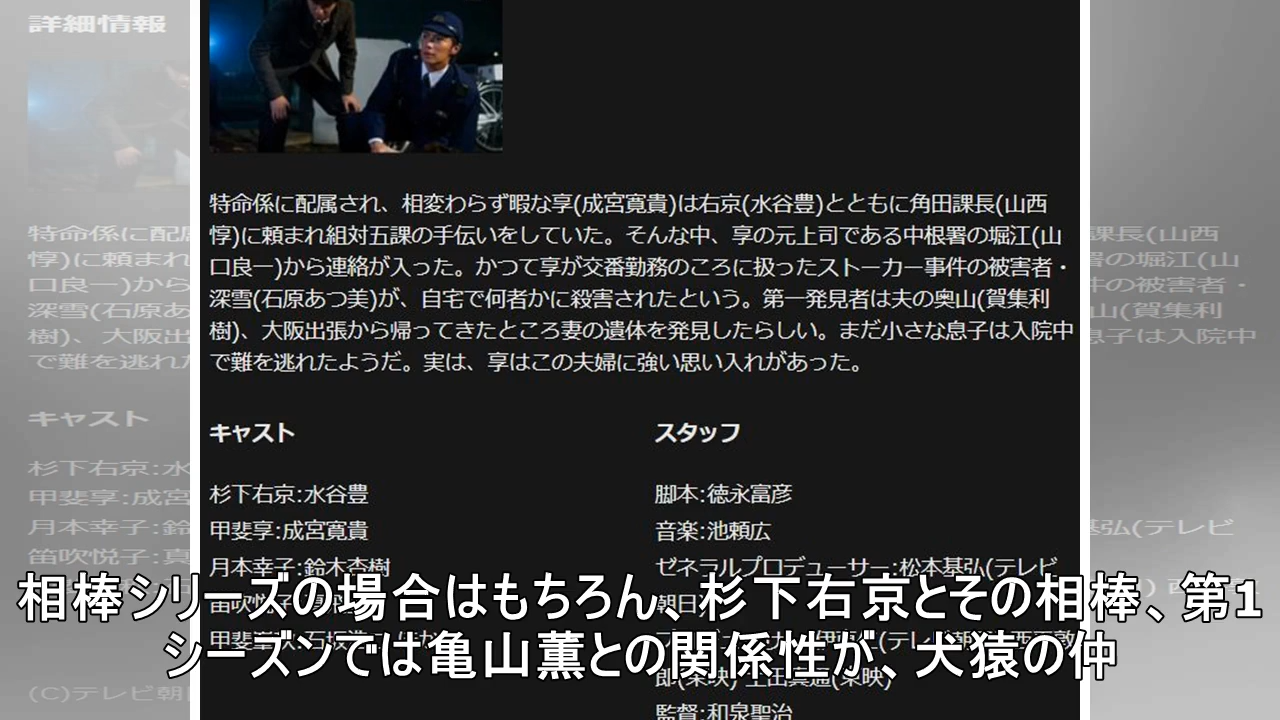 詳細情報
特命係に配属され、相変わらず暇な享(成宮寛貴)は右京(水谷豊)とともに角田課長(山西
惇)に頼まれ組対五課の手伝いをしていた。そんな中、享の元上司である中根署の堀江(山
口良一)から連絡が入った。かつて享が交番勤務のころに扱ったストーカー事件の被害者・
深雪(石原あつ美)が、自宅で何者かに殺害されたという。第一発見者は夫の奥山(賀集利
樹)、大阪出張から帰ってきたところ妻の遺体を発見したらしい。まだ小さな息子は入院中
で難を逃れたようだ。実は、享はこの夫婦に強い思い入れがあった。
キャスト
杉下右京:水谷豊
甲斐享:成宮寛貴
月本幸子:鈴木杏樹
スタッフ
脚本:徳永富彦
音楽:池頼広
ゼネラルプロデューサー:松本基弘(テレビ
朝日
監督:和泉聖治
相棒シリーズの場合はもちろん、杉下右京とその相棒、第1
シーズンでは亀山薫との関係性が、犬猿の仲
(C)テレビ朝